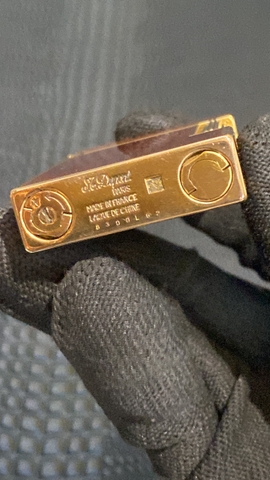 S.T. Dupont
PARIS
MADE IN FRANCE
LAQUE DE CHINE